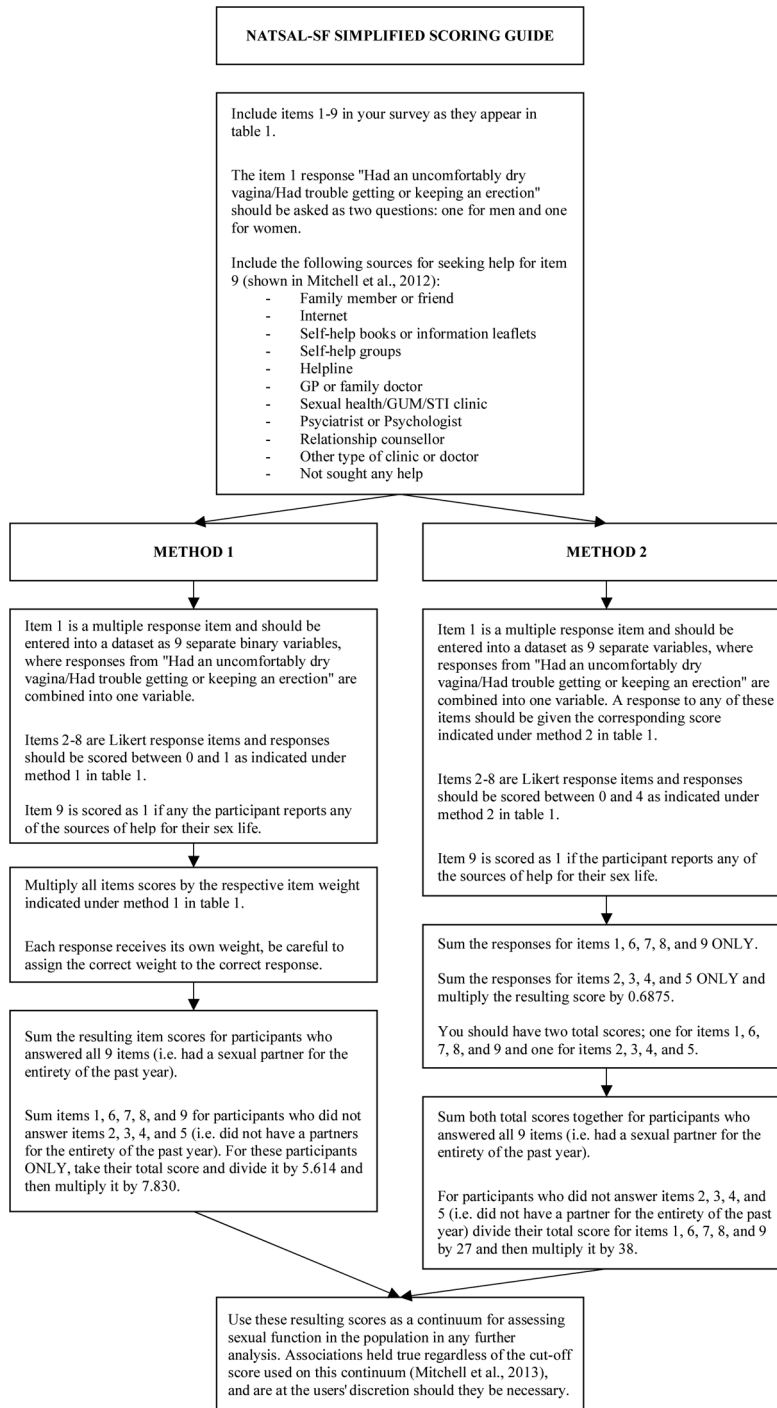 NATSAL-SF SIMPLIFIED SCORING GUIDE
Include items 1-9 in your survey as they appear in
table 1.
The item 1 response "Had an uncomfortably dry
vagina/Had trouble getting or keeping an erection"
should be asked as two questions: one for men and one
for women.
Include the following sources for seeking help for item
9 (shown in Mitchell et al., 2012):
- Family member or friend
- Internet
- Self-help books or information leaflets
- Self-help groups
- Helpline
- GP or family doctor
- Sexual health/GUM/STI clinic
- Psyciatrist or Psychologist
- Relationship counsellor
- Other type of clinic or doctor
- Not sought any help
METHOD 1
Item 1 is a multiple response item and should be
entered into a dataset as 9 separate binary variables,
where responses from "Had an uncomfortably dry
vagina/Had trouble getting or keeping an erection" are
combined into one variable.
Items 2-8 are Likert response items and responses
should be scored between 0 and 1 as indicated under
method 1 in table 1.
Item 9 is scored as 1 if any the participant reports any
of the sources of help for their sex life.
Multiply all items scores by the respective item weight
indicated under method 1 in table 1.
Each response receives its own weight, be careful to
assign the correct weight to the correct response.
Sum the resulting item scores for participants who
answered all 9 items (i.e. had a sexual partner for the
entirety of the past year).
Sum items 1, 6, 7, 8, and 9 for participants who did not
answer items 2, 3, 4, and 5 (i.e. did not have a partners
for the entirety of the past year). For these participants
ONLY, take their total score and divide it by 5.614 and
then multiply it by 7.830.
METHOD 2
Item 1 is a multiple response item and should be
entered into a dataset as 9 separate variables, where
responses from "Had an uncomfortably dry
vagina/Had trouble getting or keeping an erection" are
combined into one variable. A response to any of these
items should be given the corresponding score
indicated under method 2 in table 1.
Items 2-8 are Likert response items and responses
should be scored between 0 and 4 as indicated under
method 2 in table 1.
Item 9 is scored as 1 if the participant reports any of
the sources of help for their sex life.
Sum the responses for items 1, 6, 7, 8, and 9 ONLY.
Sum the responses for items 2, 3, 4, and 5 ONLY and
multiply the resulting score by 0.6875.
You should have two total scores; one for items 1, 6,
7, 8, and 9 and one for items 2, 3, 4, and 5.
Sum both total scores together for participants who
answered all 9 items (i.e. had a sexual partner for the
entirety of the past year).
For participants who did not answer items 2, 3, 4, and
5 (i.e. did not have a partner for the entirety of the past
year) divide their total score for items 1, 6, 7, 8, and 9
by 27 and then multiply it by 38.
Use these resulting scores as a continuum for assessing
sexual function in the population in any further
analysis. Associations held true regardless of the cut-off
score used on this continuum (Mitchell et al., 2013),
and are at the users' discretion should they be necessary.